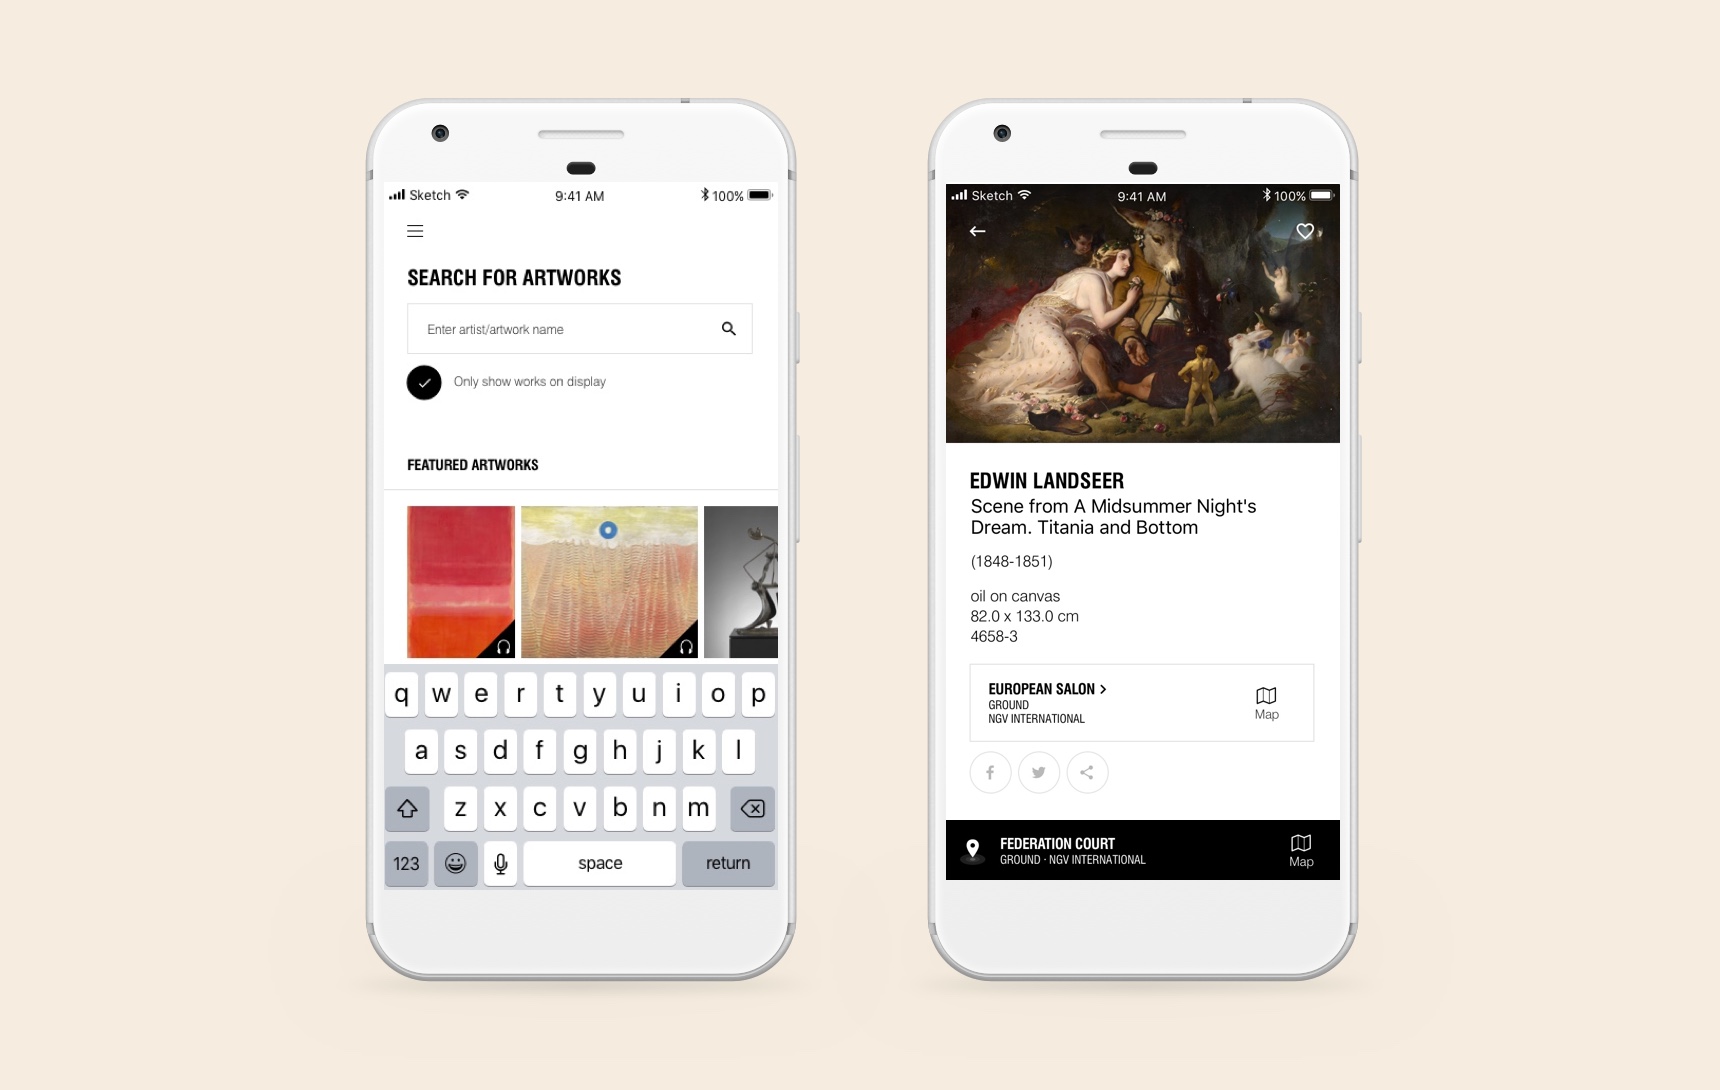 Sketch 9:41 AM 100%
SEARCH FOR ARTWORKS
Enter artist/artwork name
Only show works on display
FEATURED ARTWORKS
q w e r t y u i o p
a s d f g h j k l
z x c v b n m
123 space return
Sketch 9:41 AM 100%
EDWIN LANDSEER
Scene from A Midsummer Night's
Dream. Titania and Bottom
(1848-1851)
oil on canvas
82.0 x 133.0 cm
4658-3
EUROPEAN SALON >
GROUND
NGV INTERNATIONAL
Map
FEDERATION COURT
GROUND · NGV INTERNATIONAL
Map